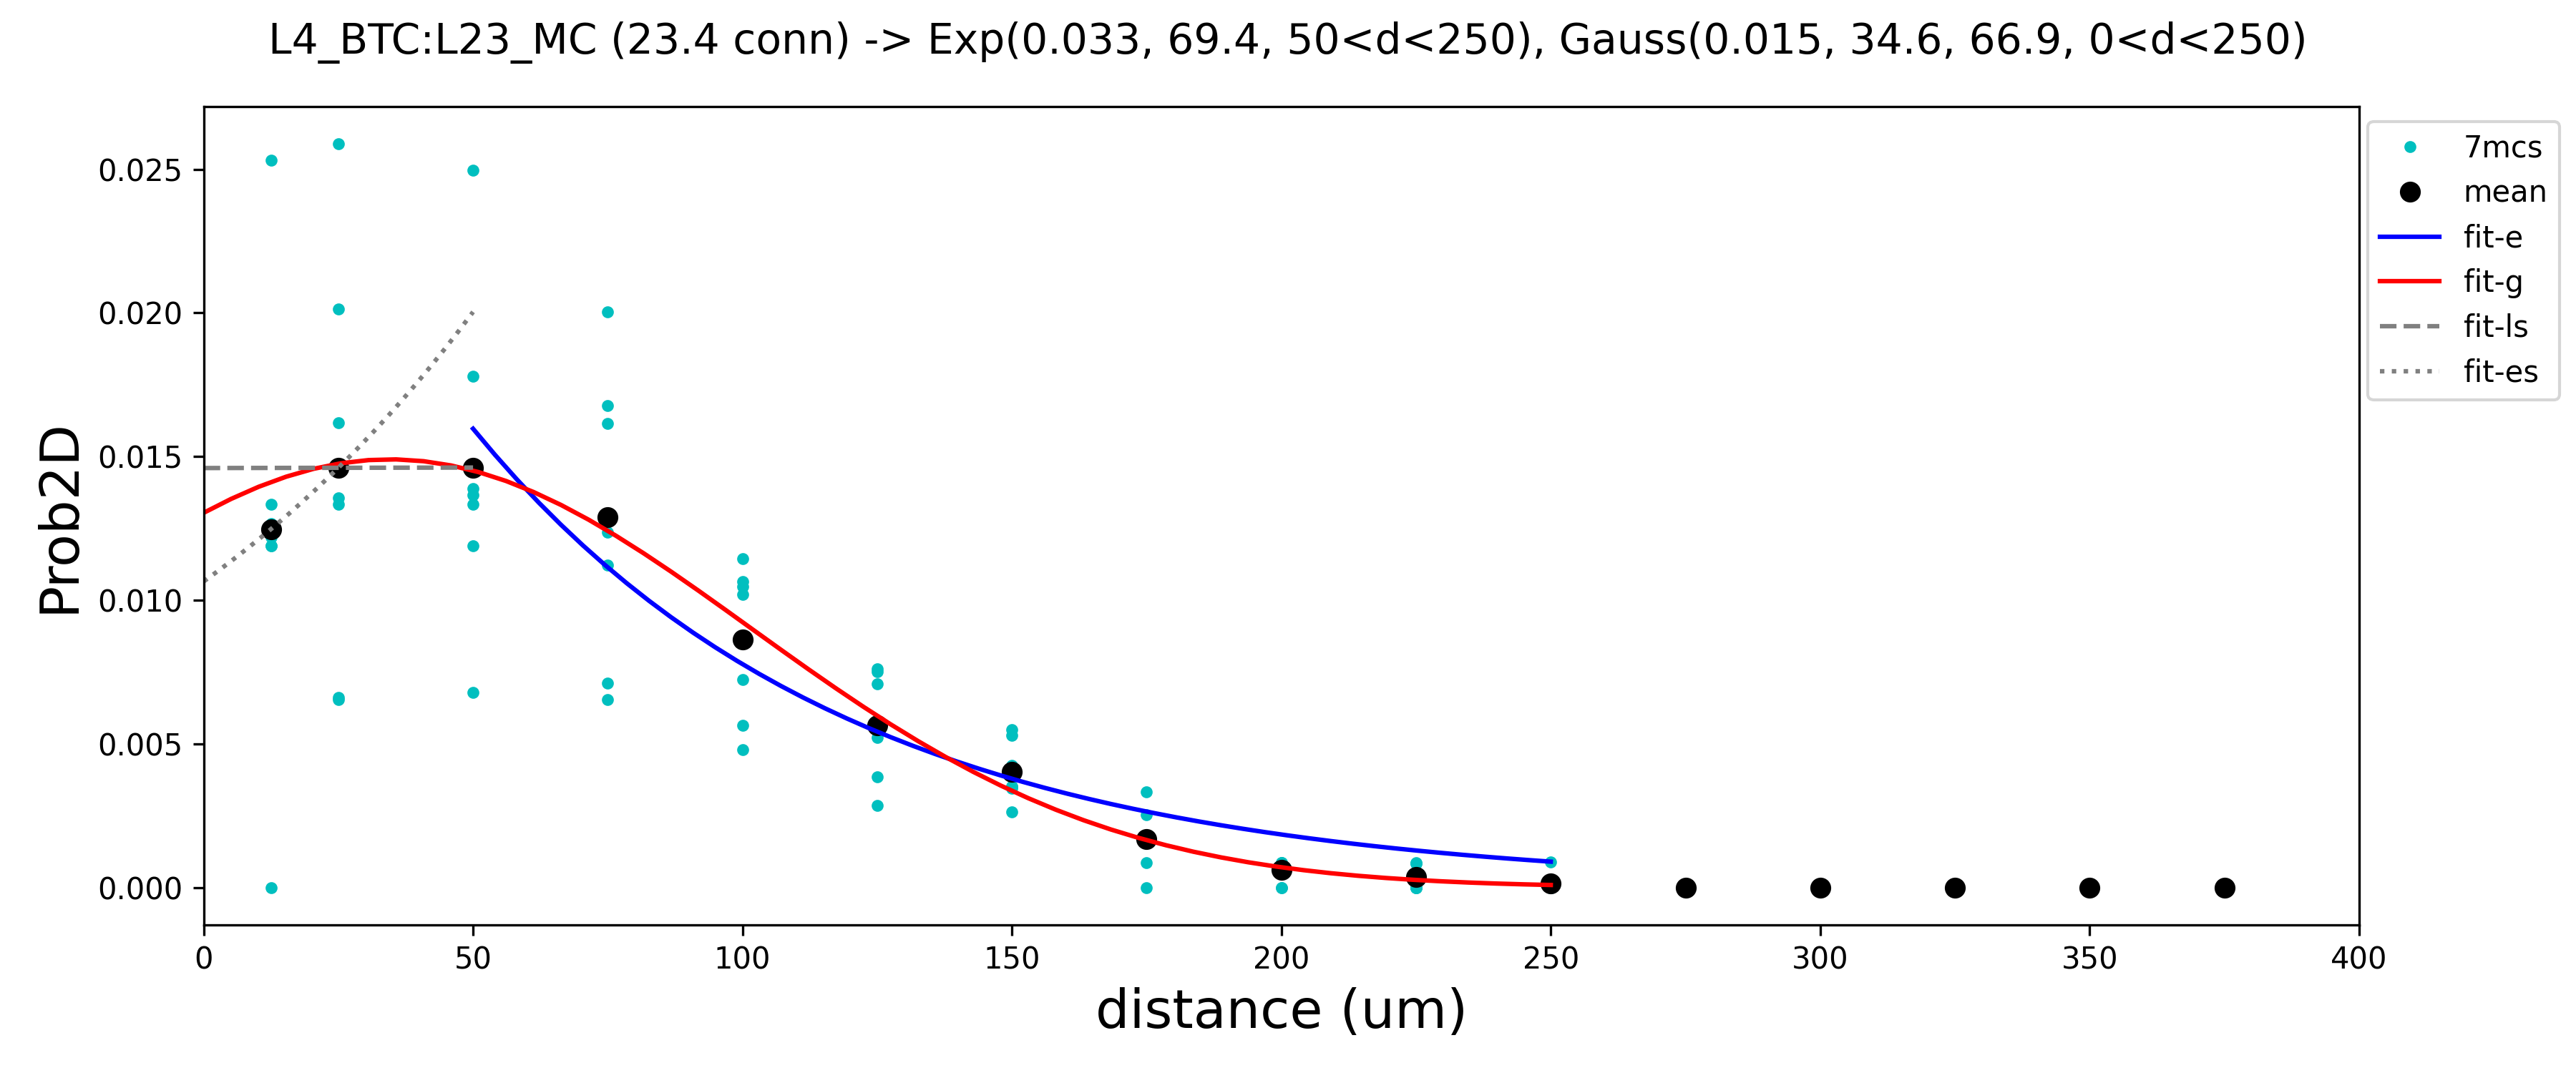 L4_BTC:L23_MC (23.4 conn) -> Exp(0.033, 69.4, 50<d<250), Gauss(0.015, 34.6, 66.9, 0<d<250)
7mcs
mean
fit-e
fit-g
fit-ls
fit-es
Prob2D
0.025
0.020
0.015
0.010
0.005
0.000
0 50 100 150 200 250 300 350 400
distance (um)